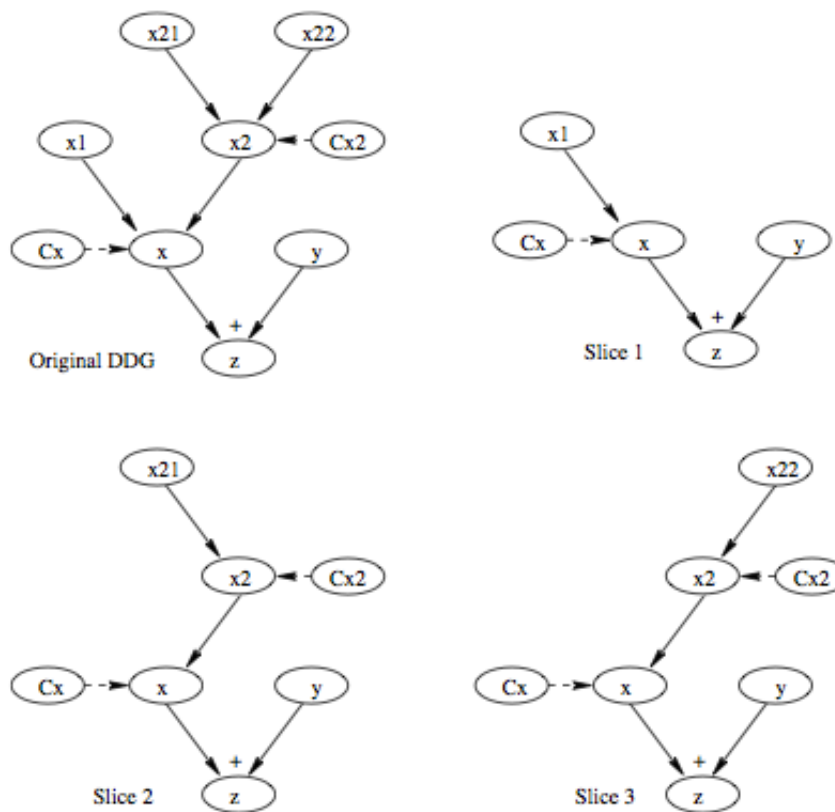 x21 x22
x1 x2 Cx2
x1
Cx x y
Cx x y
+
+
Original DDG z
Slice 1 z
x21
x22
x2 Cx2
x2 Cx2
Cx x y
Cx x y
+
+
Slice 2 z
Slice 3 z